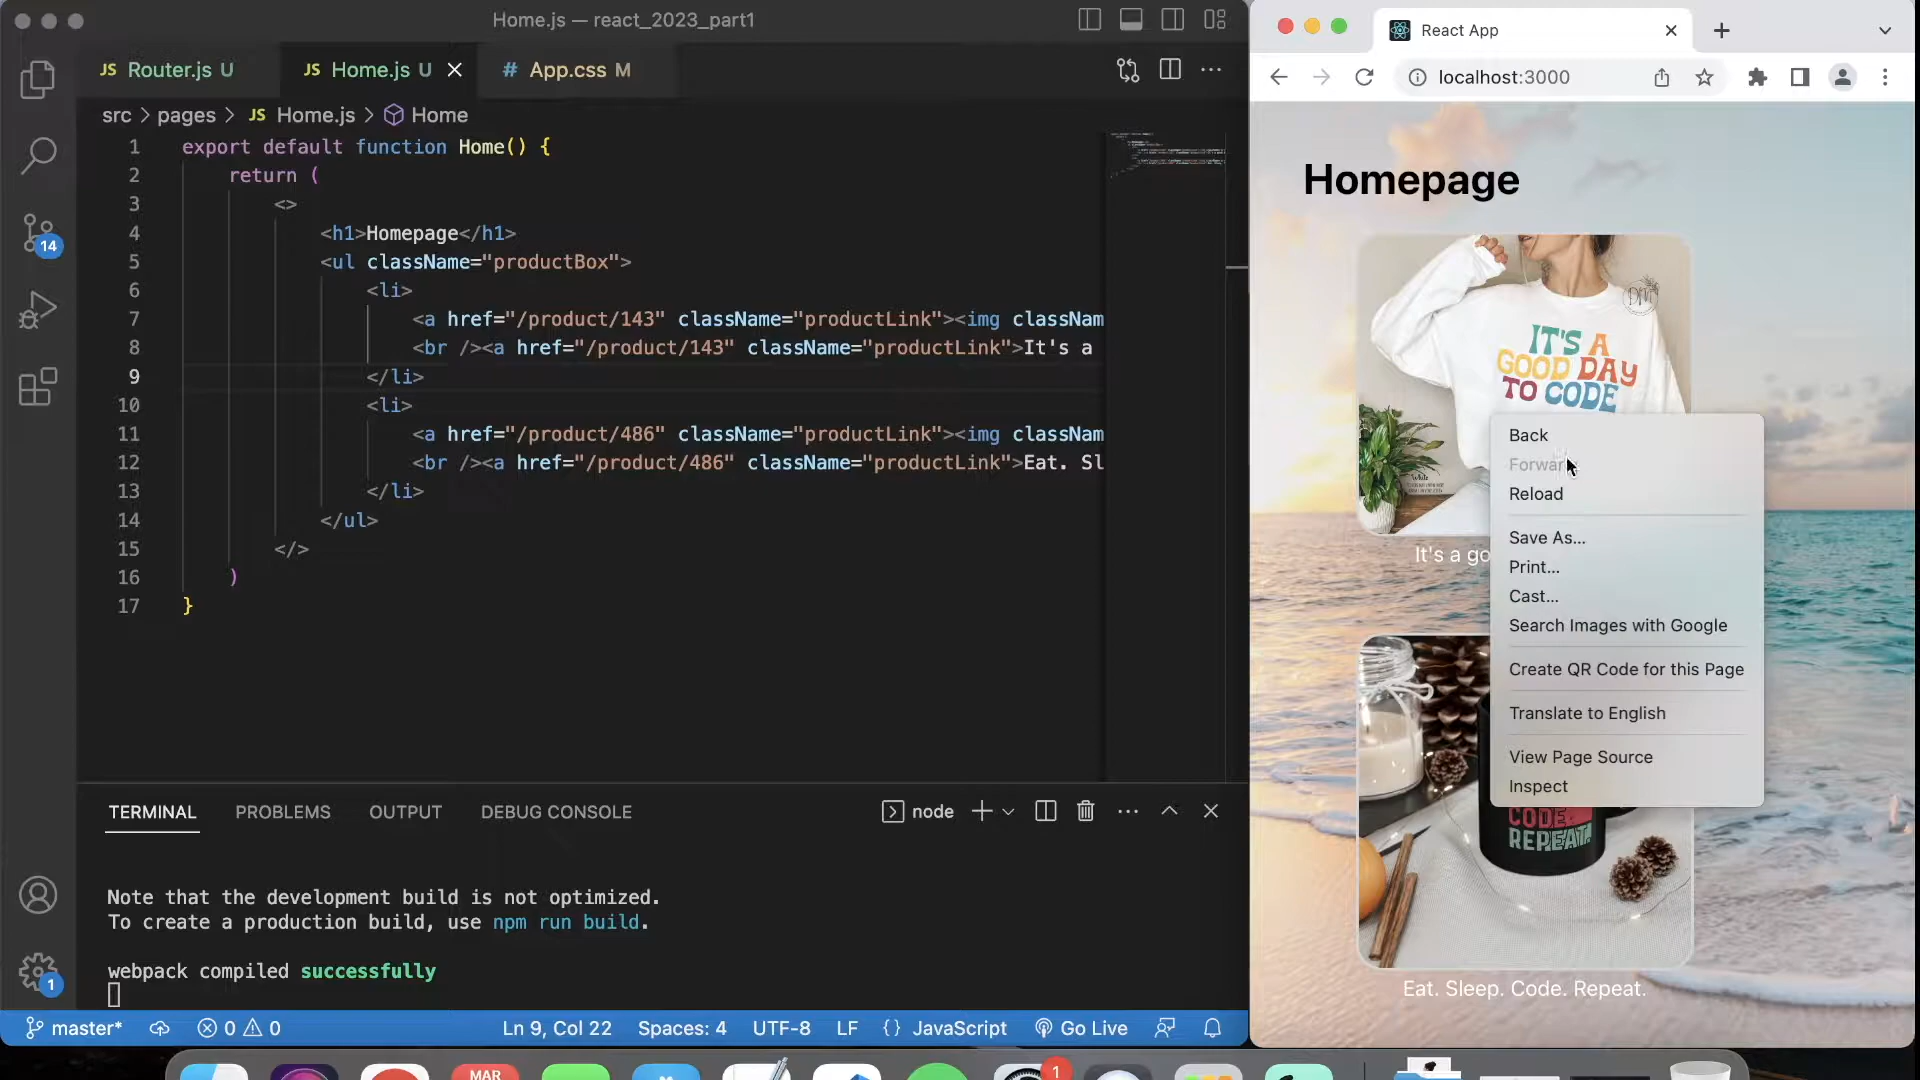 Home.js — react_2023_part1
JS Router.js U
JS Home.js U
# App.css M
src > pages > JS Home.js > Home
1 export default function Home() {
2 return (
3 <>
4 <h1>Homepage</h1>
5 <ul className="productBox">
6 <li>
7 <a href="/product/143" className="productLink"><img classNam
8 <br /><a href="/product/143" className="productLink">It's a
9 </li>
10 <li>
11 <a href="/product/486" className="productLink"><img classNam
12 <br /><a href="/product/486" className="productLink">Eat. Sl
13 </li>
14 </ul>
15 </>
16 )
17 }
14
1
TERMINAL PROBLEMS OUTPUT DEBUG CONSOLE
node
Note that the development build is not optimized.
To create a production build, use npm run build.
webpack compiled successfully
master* 0 0 Ln 9, Col 22 Spaces: 4 UTF-8 LF {} JavaScript Go Live
React App
localhost:3000
Homepage
IT'S A
GOOD DAY
TO CODE
It's a go
Back
Forwar
Reload
Save As...
Print...
Cast...
Search Images with Google
Create QR Code for this Page
Translate to English
View Page Source
Inspect
CODE.
REPEAT.
Eat. Sleep. Code. Repeat.
MAR
1